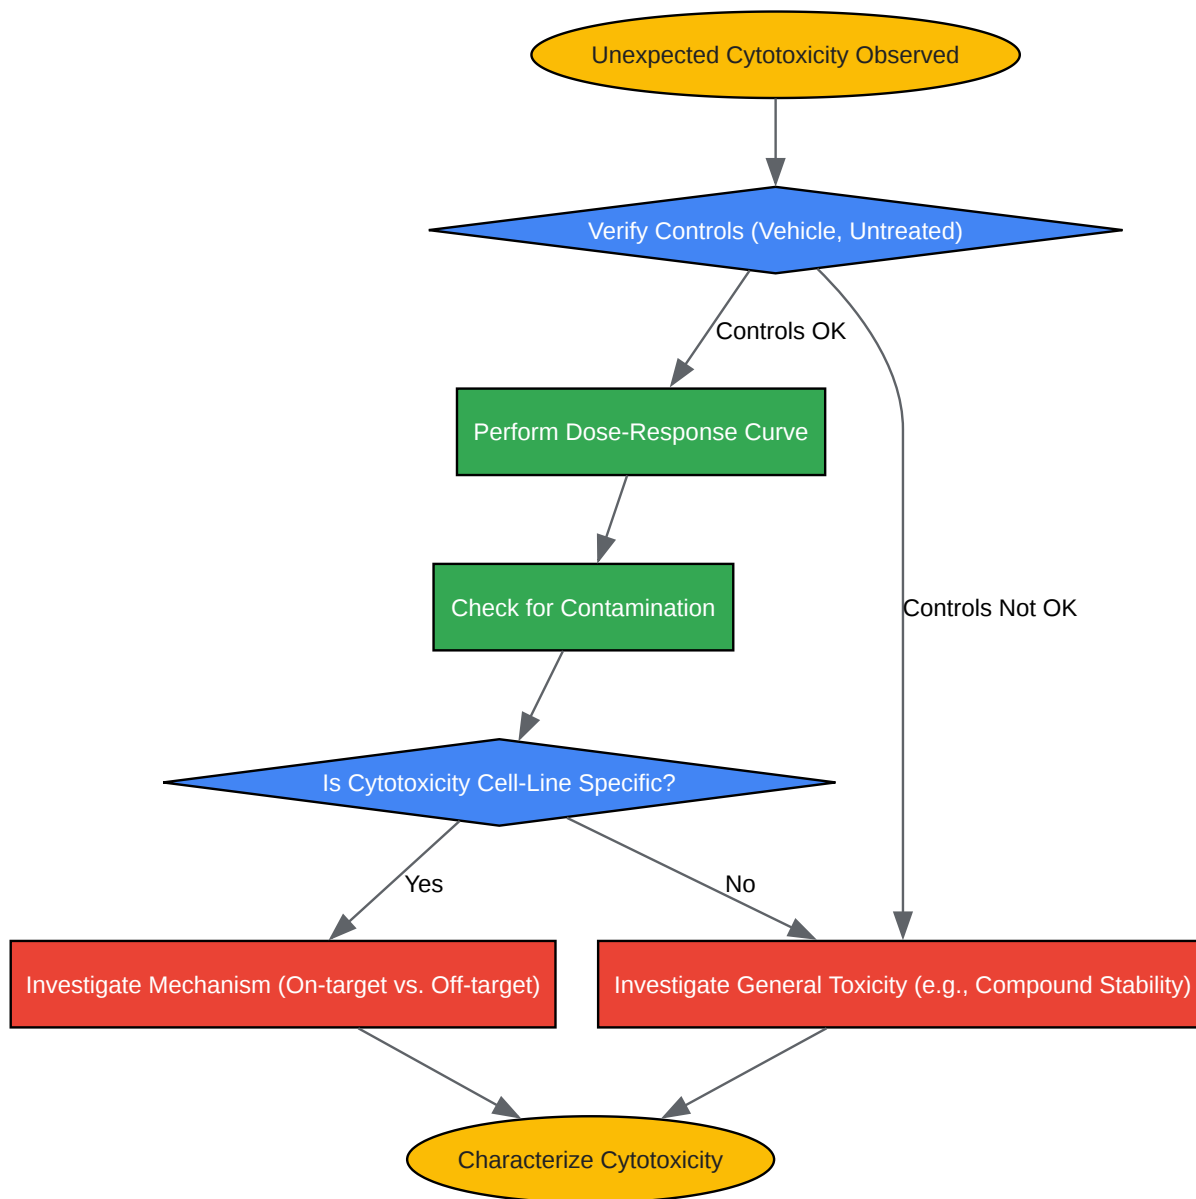 Unexpected Cytotoxicity Observed
Verify Controls (Vehicle, Untreated)
Controls OK
Perform Dose-Response Curve
Check for Contamination
Controls Not OK
Is Cytotoxicity Cell-Line Specific?
Yes
No
Investigate Mechanism (On-target vs. Off-target)
Investigate General Toxicity (e.g., Compound Stability)
Characterize Cytotoxicity